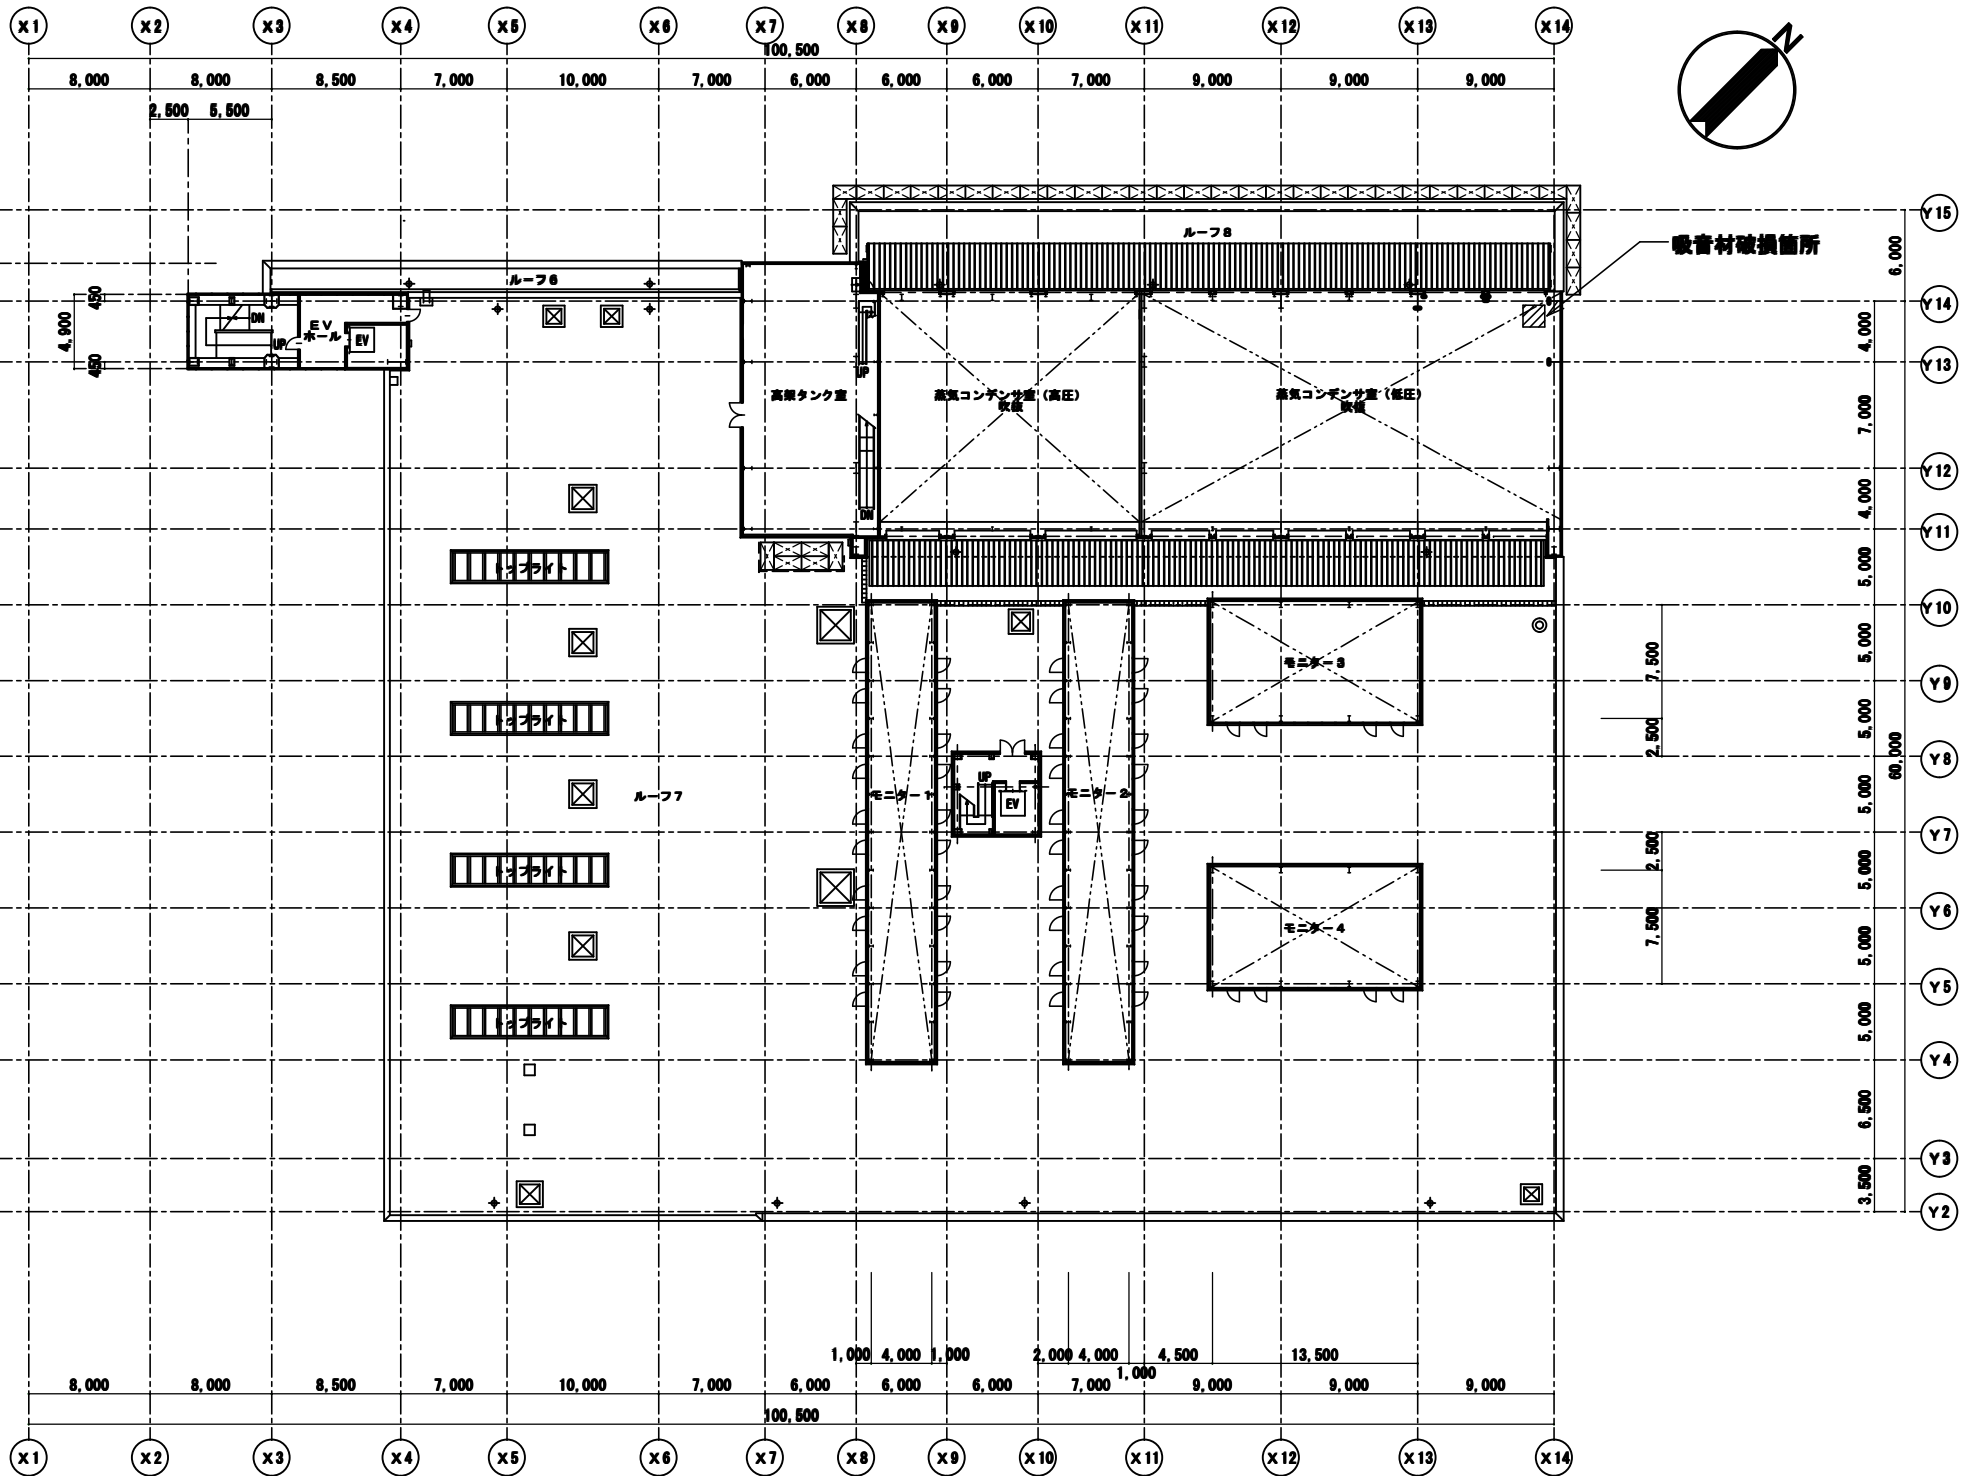 X1 X2 X3 X4 X5 X6 X7 X8 X9 X10 X11 X12 X13 X14
N
100,500
8,000 8,000 8,500 7,000 10,000 7,000 6,000 6,000 6,000 7,000 9,000 9,000 9,000
2,500 5,500
Y15
ルーフ8
吸音材破損箇所
6,000
ルーフ6
450
Y14
DN
EV
ホール
UP
EV
4,900
4,000
450
Y13
UP
高架タンク室
蒸気コンデンサ室(高圧)
吹抜
蒸気コンデンサ室(低圧)
吹抜
7,000
Y12
4,000
DN
Y11
トップライト
5,000
Y10
7,500
5,000
モニター3
Y9
トップライト
2,500
5,000
60,000
Y8
UP
ルーフ7
モニター1
EV
モニター2
5,000
Y7
2,500
トップライト
5,000
Y6
7,500
モニター4
5,000
Y5
トップライト
5,000
Y4
6,500
Y3
3,500
Y2
1,000 4,000 1,000 2,000 4,000 4,500 13,500
1,000
8,000 8,000 8,500 7,000 10,000 7,000 6,000 6,000 6,000 7,000 9,000 9,000 9,000
100,500
X1 X2 X3 X4 X5 X6 X7 X8 X9 X10 X11 X12 X13 X14